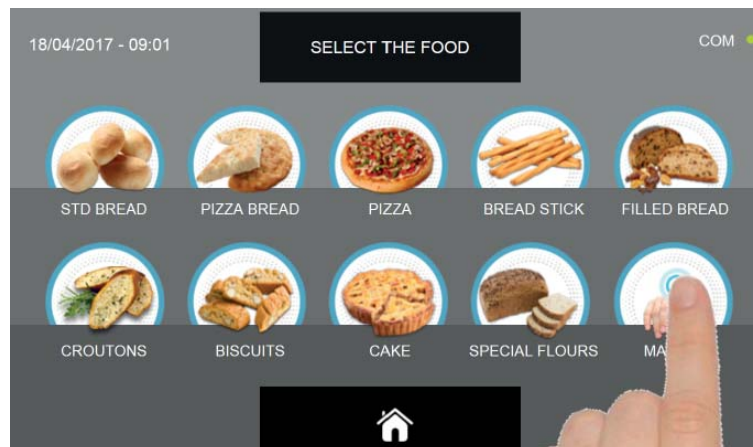 18/04/2017 - 09:01
SELECT THE FOOD
COM
STD BREAD
PIZZA BREAD
PIZZA
BREAD STICK
FILLED BREAD
CROUTONS
BISCUITS
CAKE
SPECIAL FLOURS